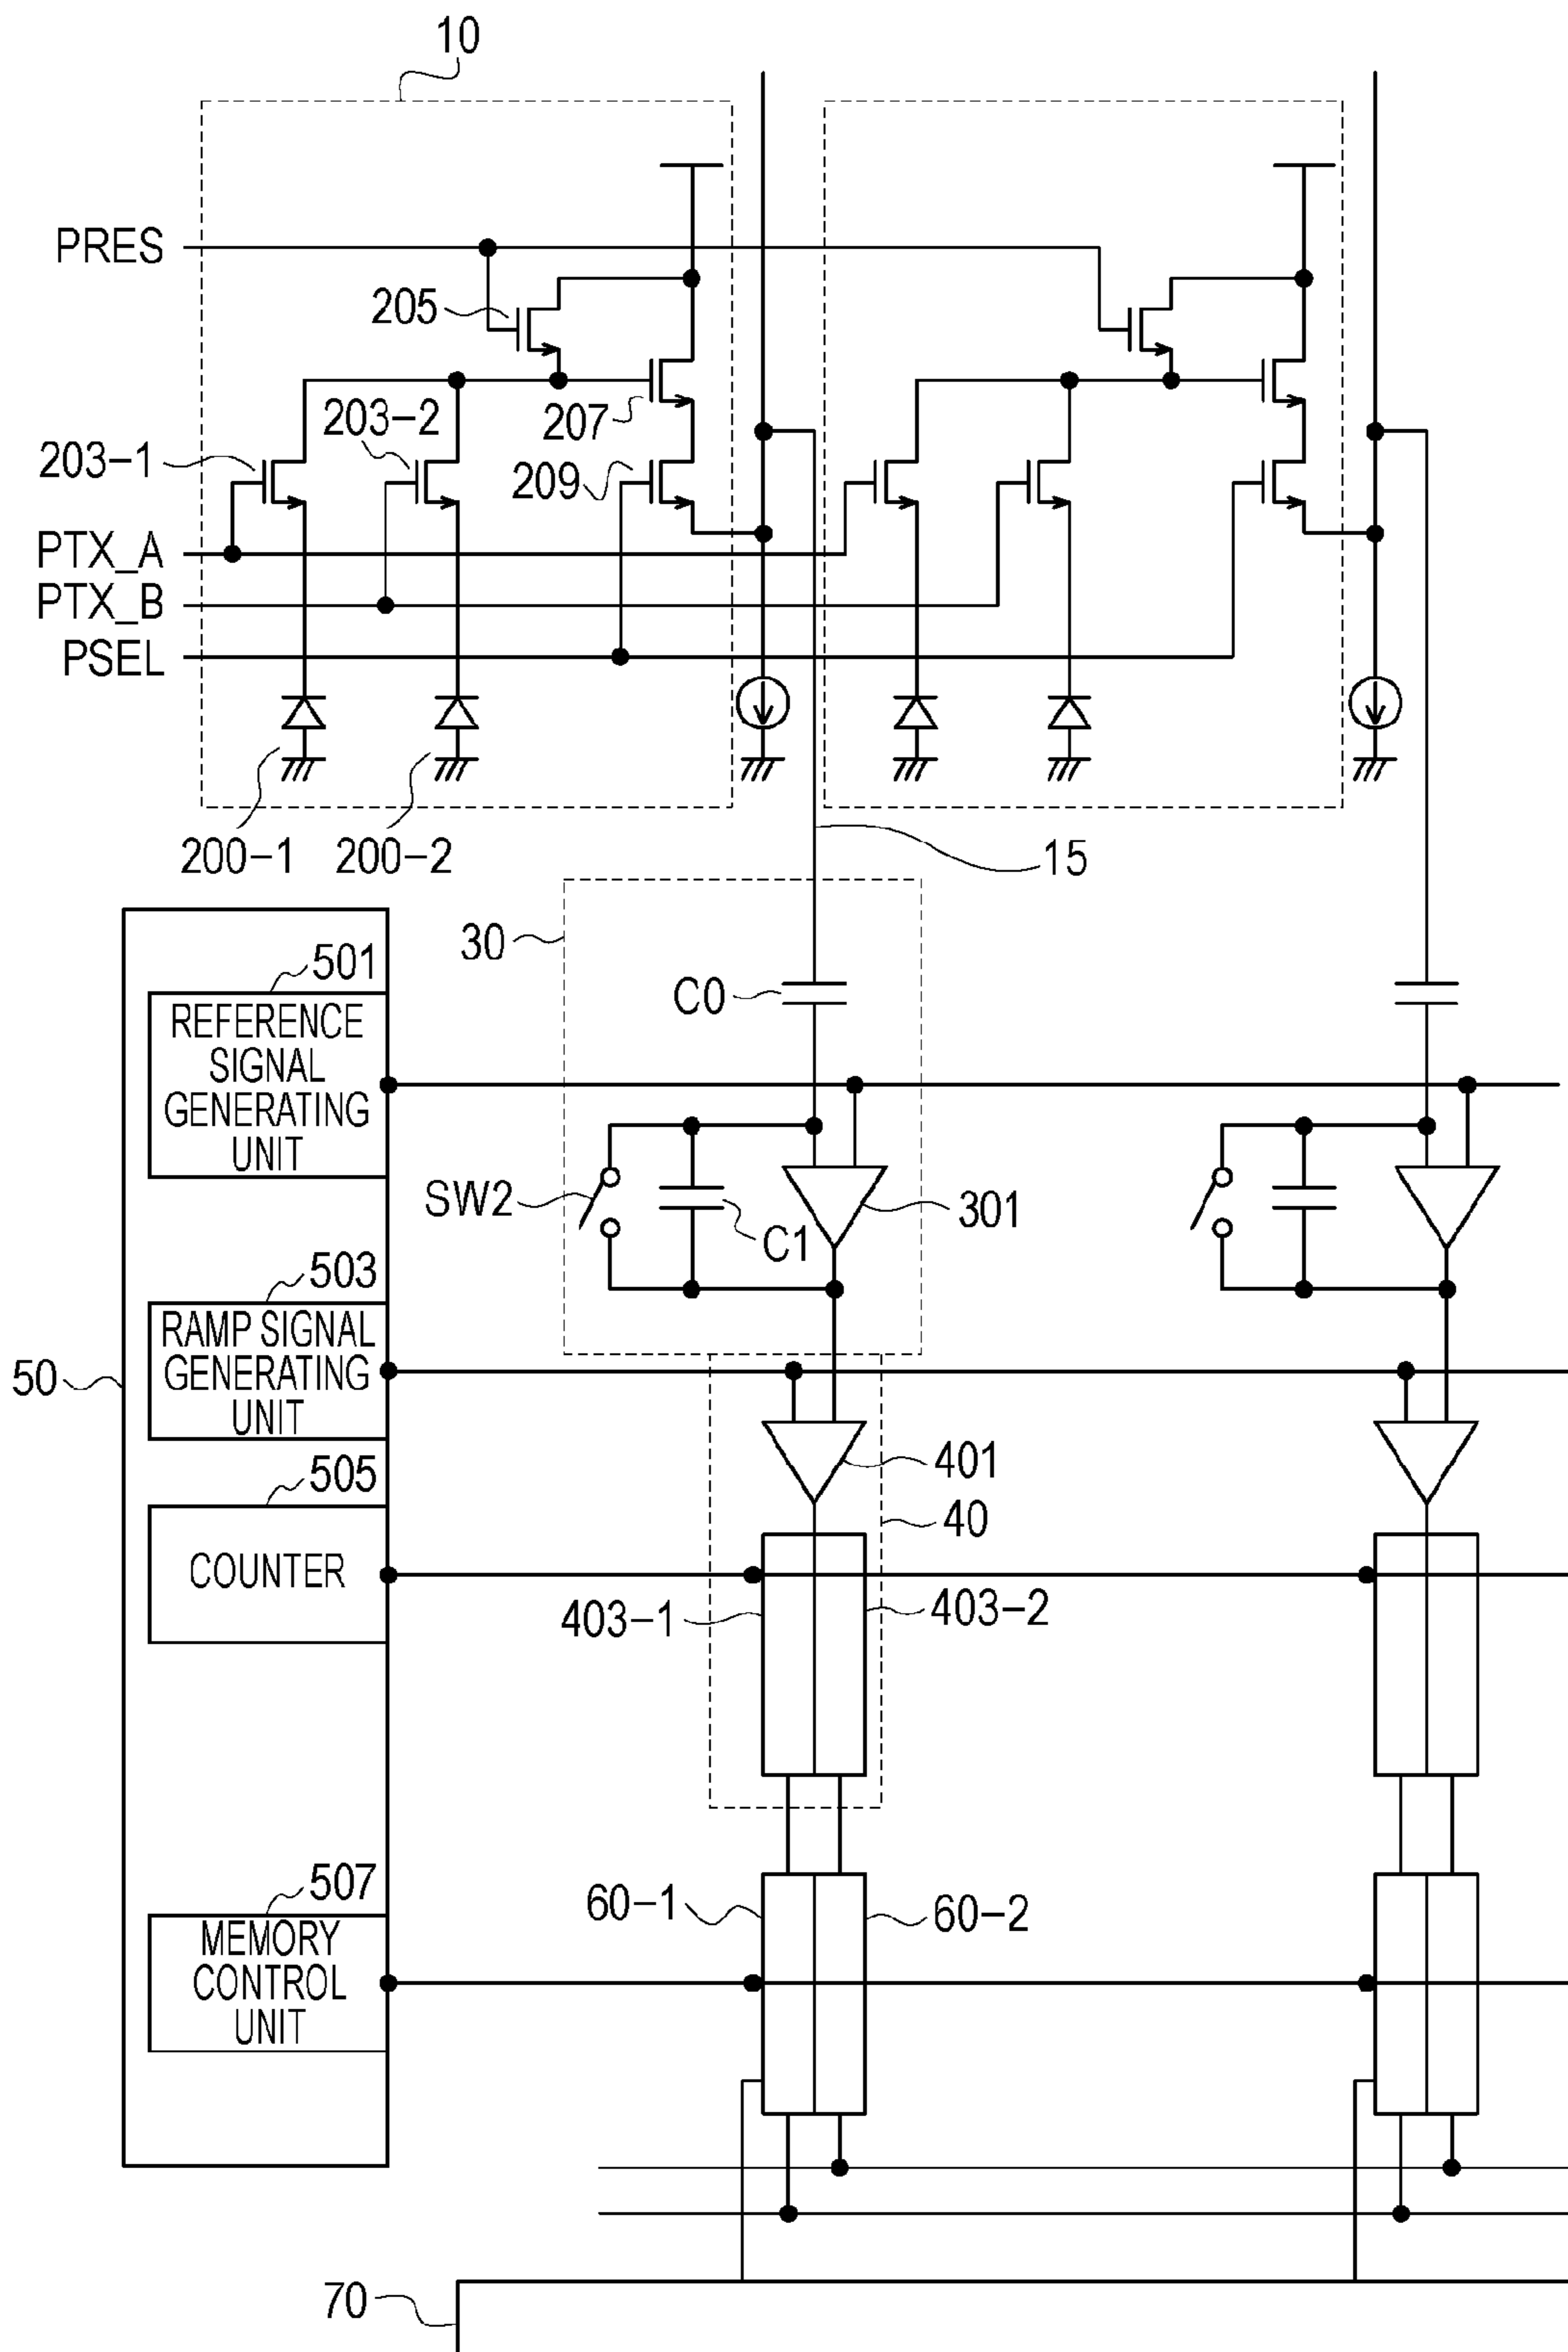 10
PRES
205
203-2
207
203-1
209
PTX_A
PTX_B
PSEL
200-1
200-2
15
30
501
C0
REFERENCE
SIGNAL
GENERATING
UNIT
SW2
C1
301
503
RAMP SIGNAL
GENERATING
UNIT
50
401
505
40
COUNTER
403-1
403-2
507
60-1
60-2
MEMORY
CONTROL
UNIT
70